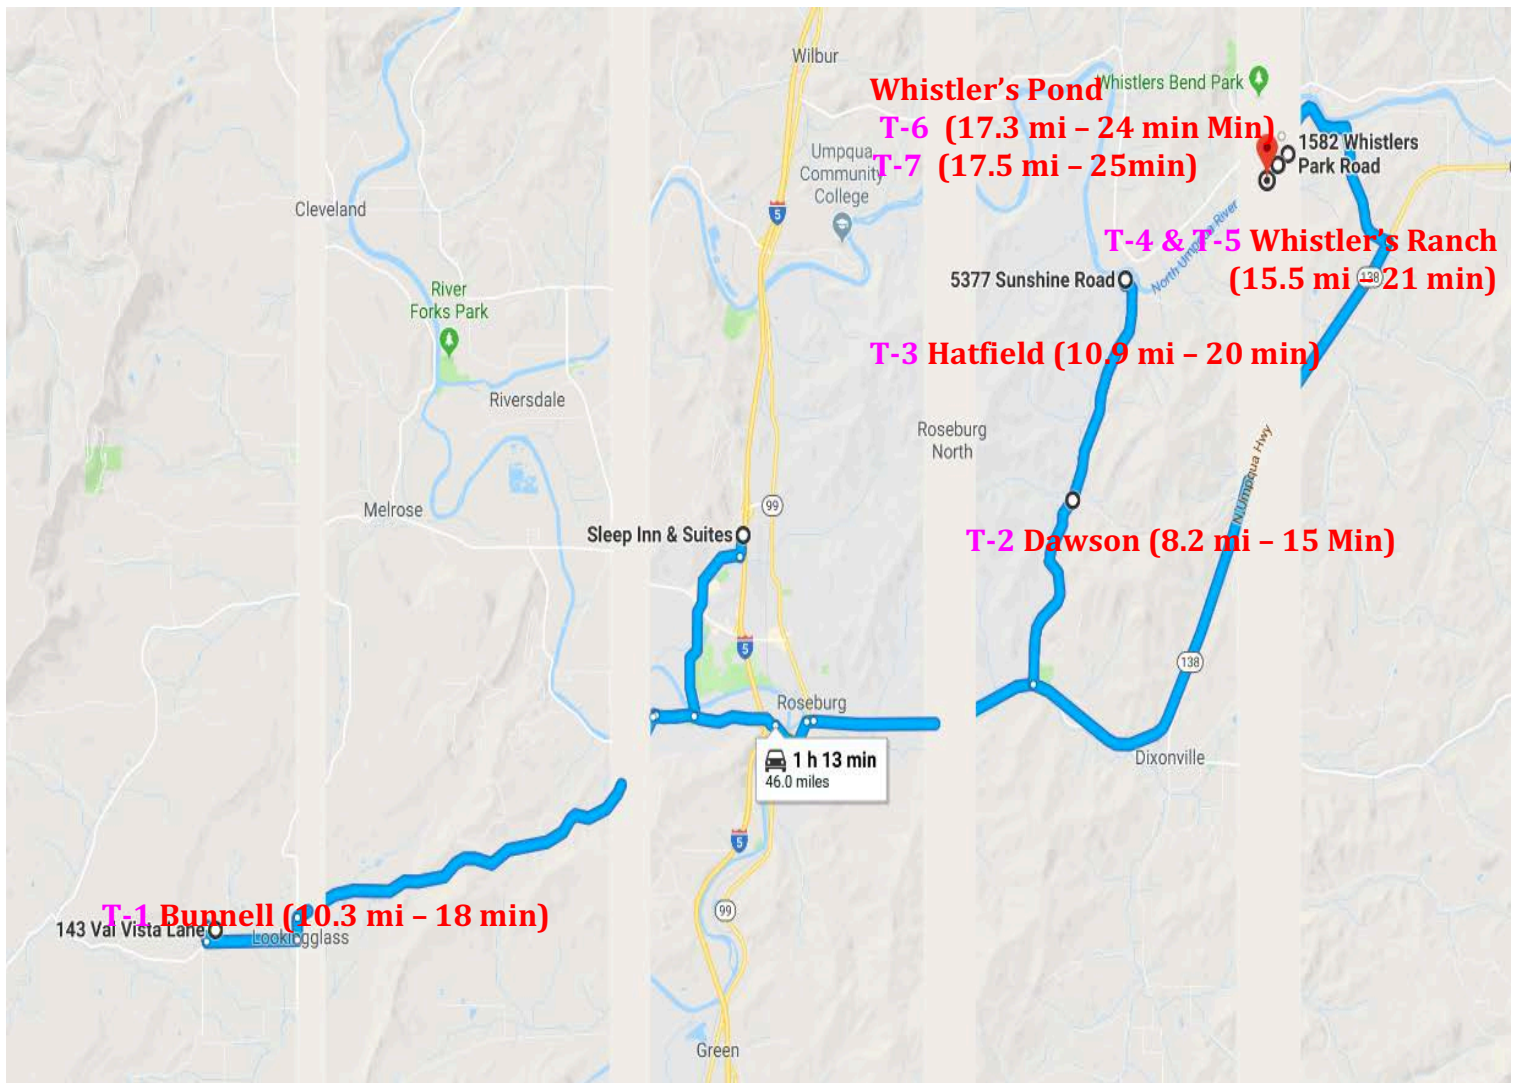 Wilbur
Whistler's Pond
Whistlers Bend Park
T-6 (17.3 mi – 24 min Min)
1582 Whistlers
Park Road
Umpqua
Community
College
T-7 (17.5 mi – 25min)
Cleveland
5
North Umpqua River
T-4 & T-5 Whistler's Ranch
(15.5 mi – 21 min)
138
5377 Sunshine Road
River
Forks Park
T-3 Hatfield (10.9 mi – 20 min)
Riversdale
Roseburg
North
N Umpqua Hwy
Melrose
99
Sleep Inn & Suites
T-2 Dawson (8.2 mi – 15 Min)
5
138
Roseburg
1 h 13 min
46.0 miles
Dixonville
5
T-1 Bunnell (10.3 mi – 18 min)
143 Val Vista Lane
Lookingglass
99
Green